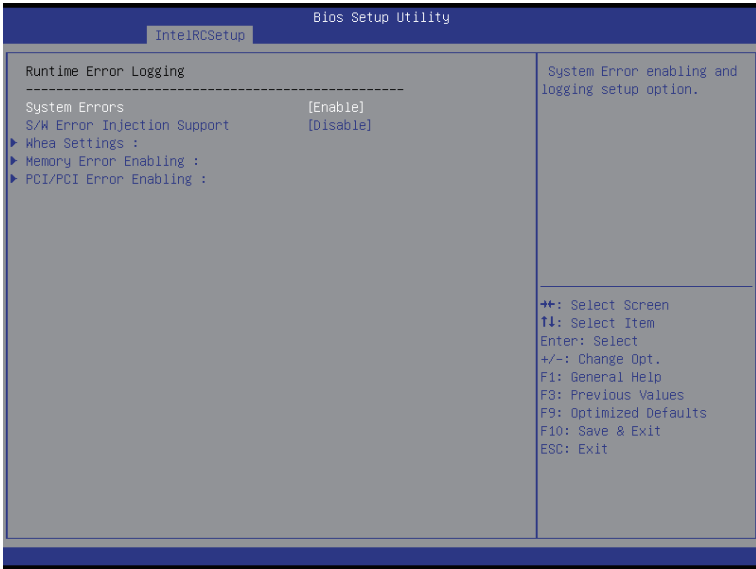 Bios Setup Utility
IntelRCSetup
Runtime Error Logging
--------------------------------------------------
System Errors [Enable]
S/W Error Injection Support [Disable]
Whea Settings :
Memory Error Enabling :
PCI/PCI Error Enabling :
System Error enabling and
logging setup option.
→←: Select Screen
↑↓: Select Item
Enter: Select
+/-: Change Opt.
F1: General Help
F3: Previous Values
F9: Optimized Defaults
F10: Save & Exit
ESC: Exit